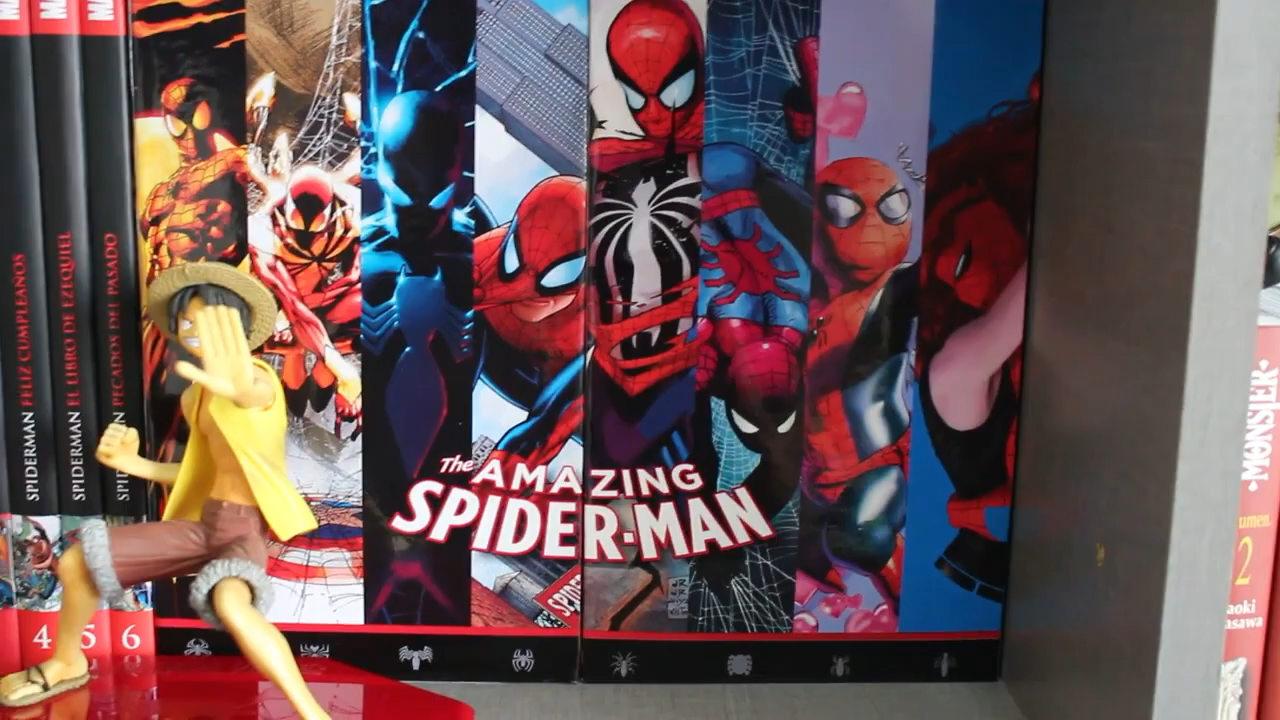 SPIDERMAN FELIZ CUMPLEAÑOS
4
SPIDERMAN EL LIBRO DE EZEQUIEL
5
PECADOS DEL PASADO
6
The AMAZING
SPIDER-MAN
MONSTER
2